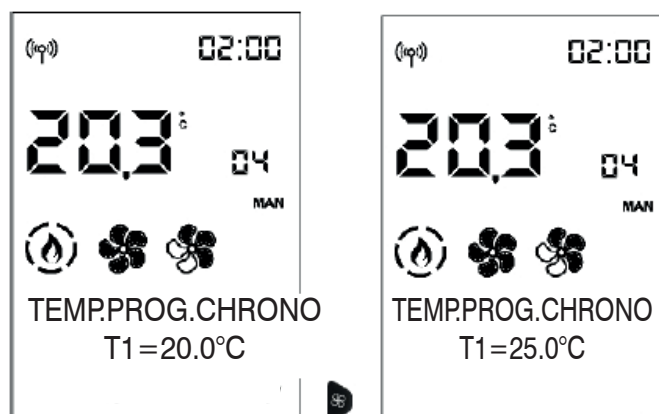 02:00
20,3 °C
04
MAN
TEMP.PROG.CHRONO
T1=20.0°C
02:00
20,3 °C
04
MAN
TEMP.PROG.CHRONO
T1=25.0°C